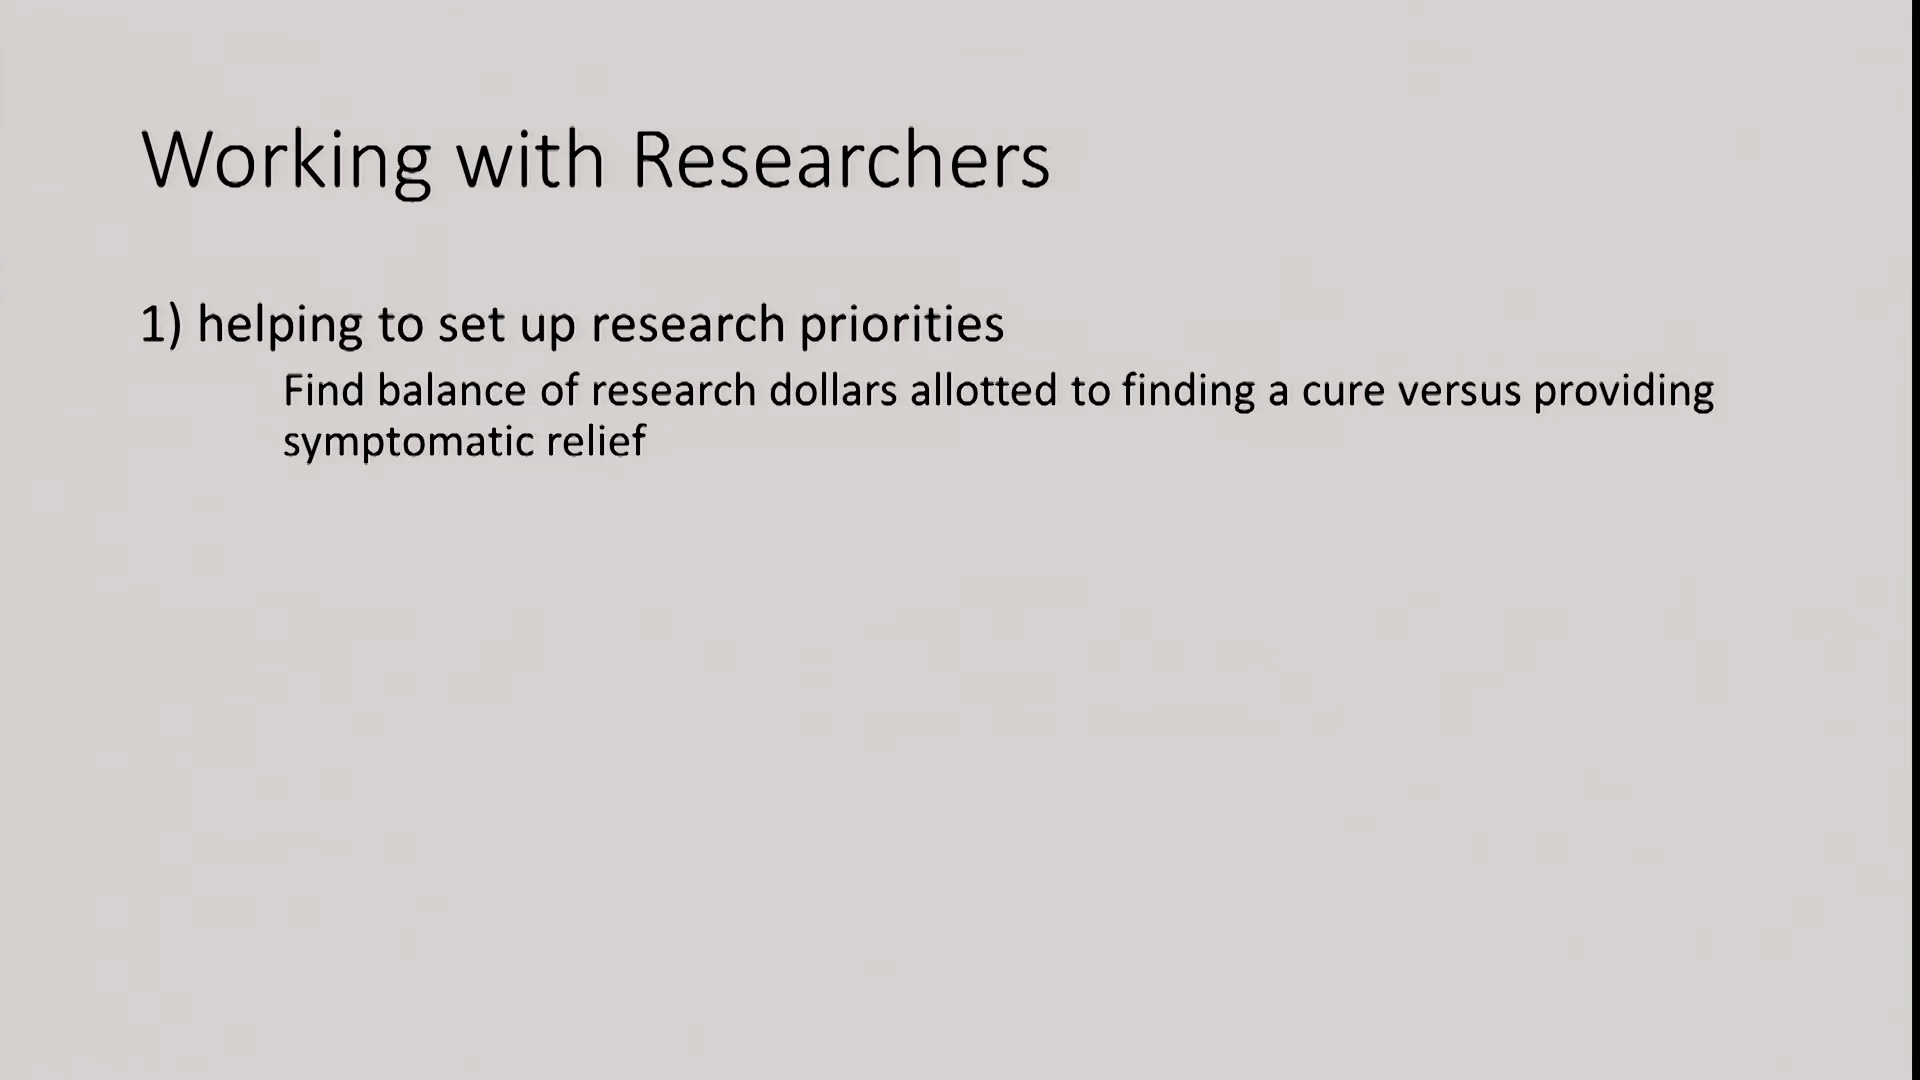 Working with Researchers
1) helping to set up research priorities
Find balance of research dollars allotted to finding a cure versus providing
symptomatic relief